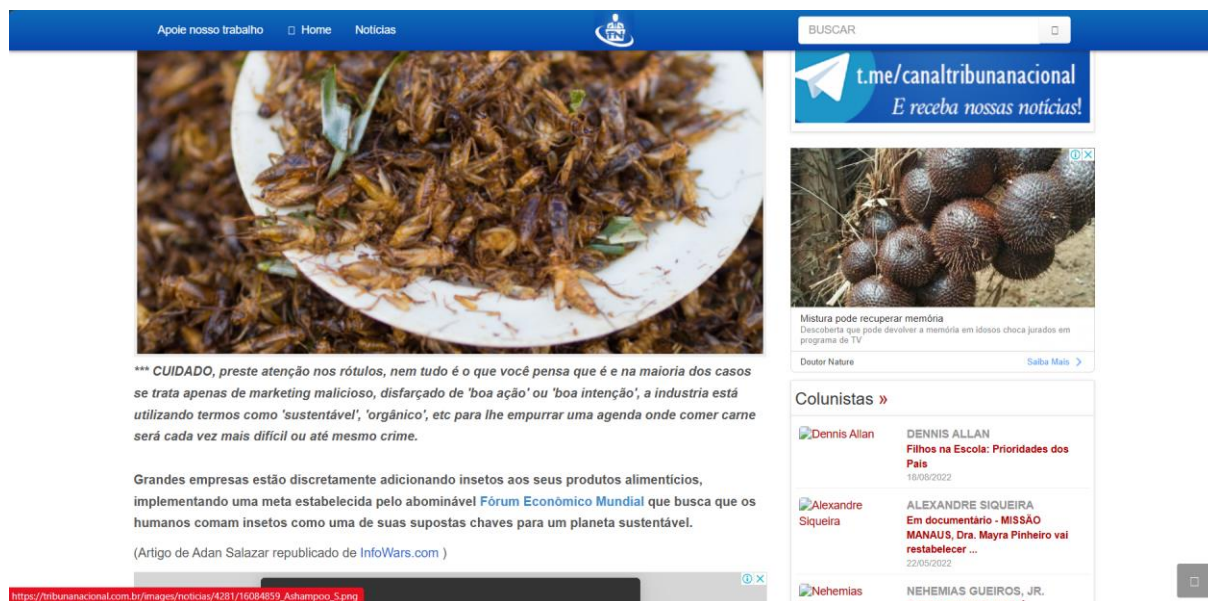 Apoie nosso trabalho
Home
Notícias
FN
BUSCAR
t.me/canaltribunanacional
E receba nossas notícias!
Mistura pode recuperar memória
Descoberta que pode devolver a memória em idosos choca jurados em
programa de TV
Doutor Nature
Saiba Mais
*** CUIDADO, preste atenção nos rótulos, nem tudo é o que você pensa que é e na maioria dos casos
se trata apenas de marketing malicioso, disfarçado de 'boa ação' ou 'boa intenção', a industria está
utilizando termos como 'sustentável', 'orgânico', etc para lhe empurrar uma agenda onde comer carne
será cada vez mais difícil ou até mesmo crime.
Grandes empresas estão discretamente adicionando insetos aos seus produtos alimentícios,
implementando uma meta estabelecida pelo abominável Fórum Econômico Mundial que busca que os
humanos comam insetos como uma de suas supostas chaves para um planeta sustentável.
(Artigo de Adan Salazar republicado de InfoWars.com )
Colunistas »
Dennis Allan
DENNIS ALLAN
Filhos na Escola: Prioridades dos
Pais
18/08/2022
Alexandre
Siqueira
ALEXANDRE SIQUEIRA
Em documentário - MISSÃO
MANAUS, Dra. Mayra Pinheiro vai
restabelecer ...
22/05/2022
Nehemias
NEHEMIAS GUEIROS, JR.
https://tribunanacional.com.br/images/noticias/4281/16084859_Ashampoo_S.png